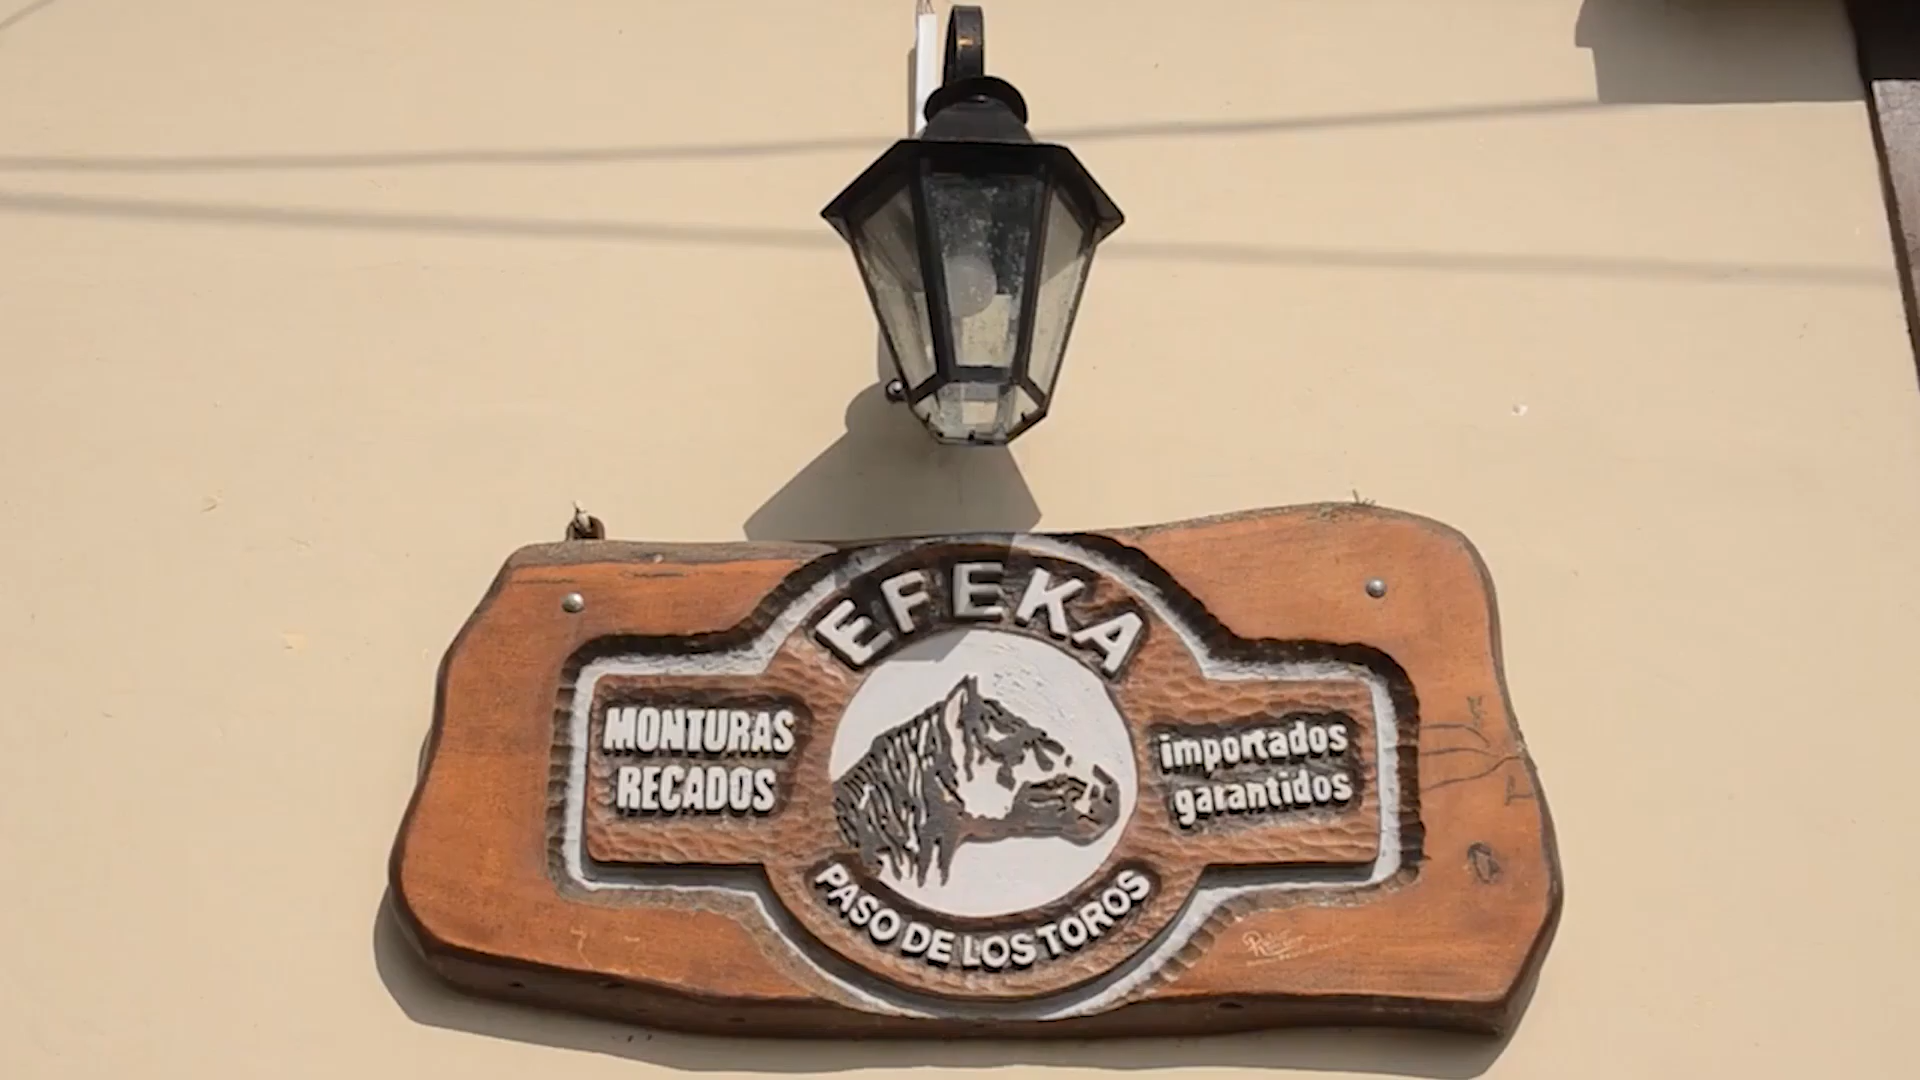 EFEKA
MONTURAS
RECADOS
importados
garantidos
PASO DE LOS TOROS